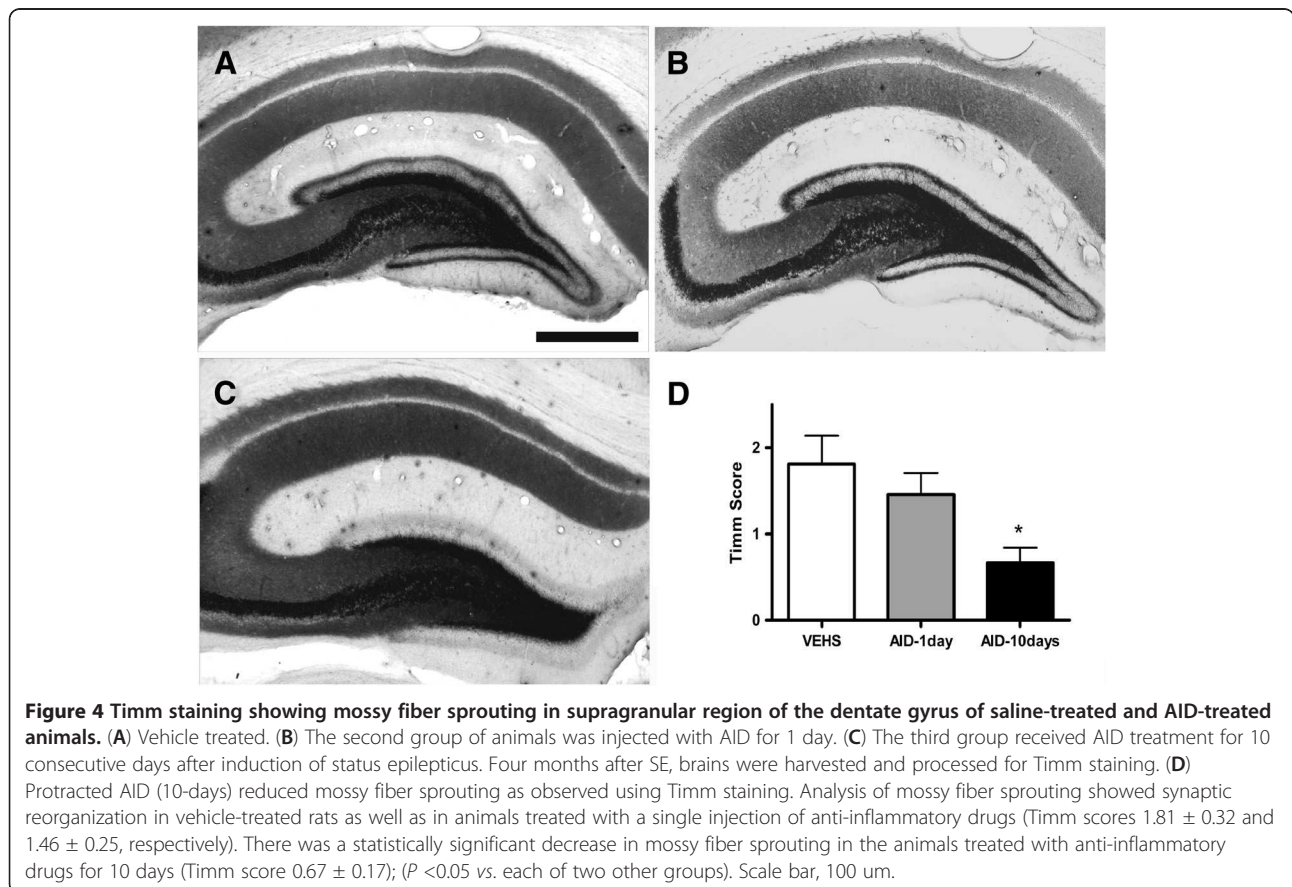 A
B
C
D
Timm Score
2
1
0
*
VEHS AID-1day AID-10days
Figure 4 Timm staining showing mossy fiber sprouting in supragranular region of the dentate gyrus of saline-treated and AID-treated
animals. (A) Vehicle treated. (B) The second group of animals was injected with AID for 1 day. (C) The third group received AID treatment for 10
consecutive days after induction of status epilepticus. Four months after SE, brains were harvested and processed for Timm staining. (D)
Protracted AID (10-days) reduced mossy fiber sprouting as observed using Timm staining. Analysis of mossy fiber sprouting showed synaptic
reorganization in vehicle-treated rats as well as in animals treated with a single injection of anti-inflammatory drugs (Timm scores 1.81 ± 0.32 and
1.46 ± 0.25, respectively). There was a statistically significant decrease in mossy fiber sprouting in the animals treated with anti-inflammatory
drugs for 10 days (Timm score 0.67 ± 0.17); (P <0.05 vs. each of two other groups). Scale bar, 100 um.